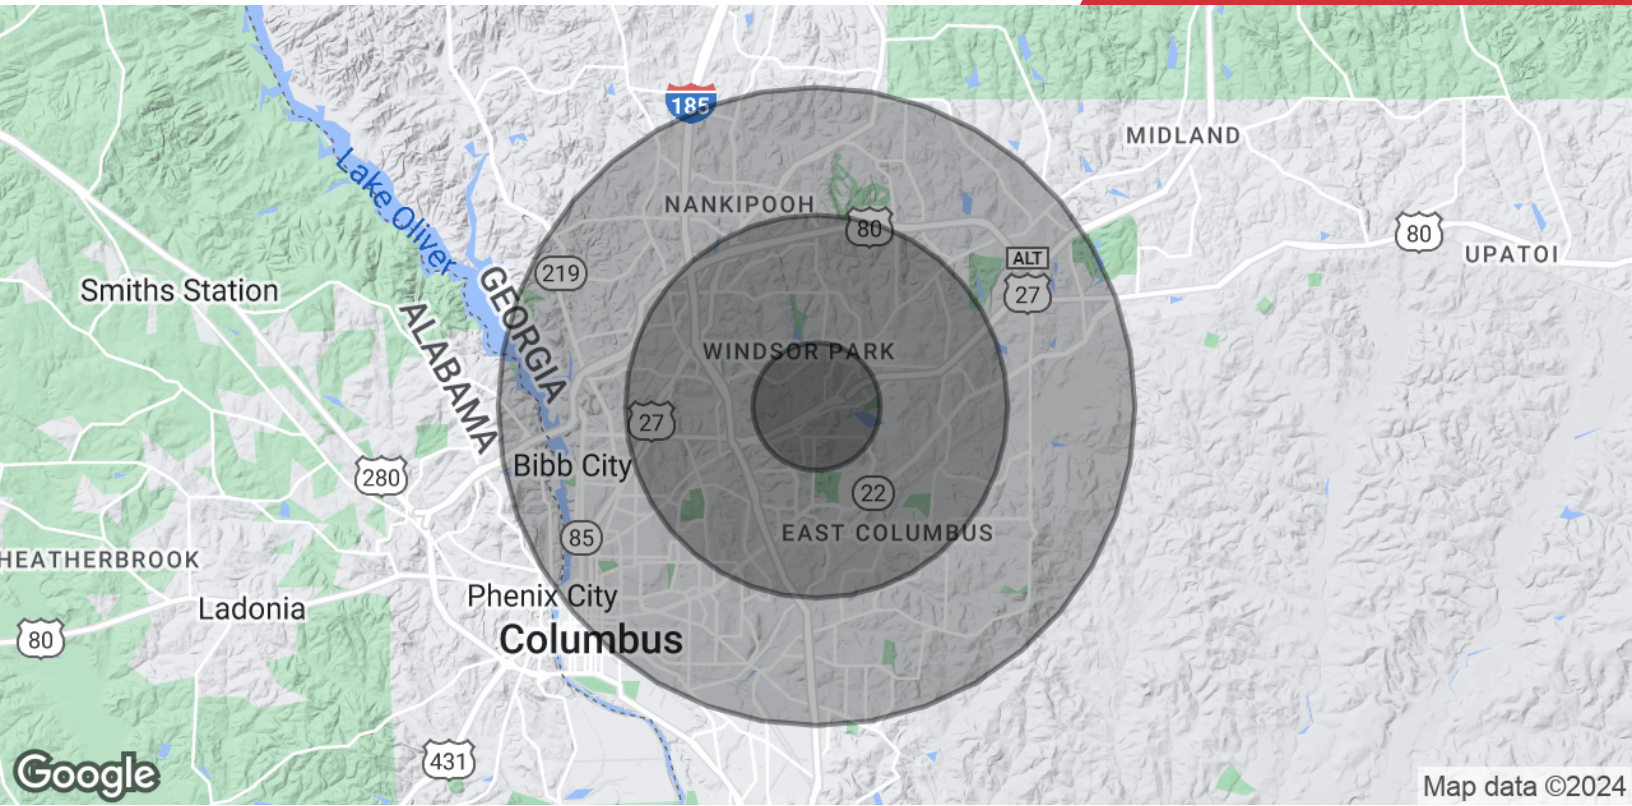 185
MIDLAND
Lake Oliver
NANKIPOOH
80
80
UPATOI
ALT
27
219
Smiths Station
GEORGIA
ALABAMA
WINDSOR PARK
27
Bibb City
280
22
EAST COLUMBUS
85
HEATHERBROOK
Phenix City
Ladonia
Columbus
80
431
Google
Map data ©2024